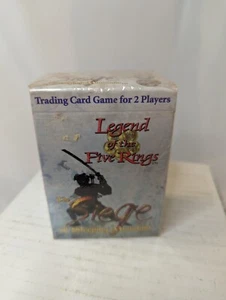 Trading Card Game for 2 Players
Legend
of the
Five Rings
Siege